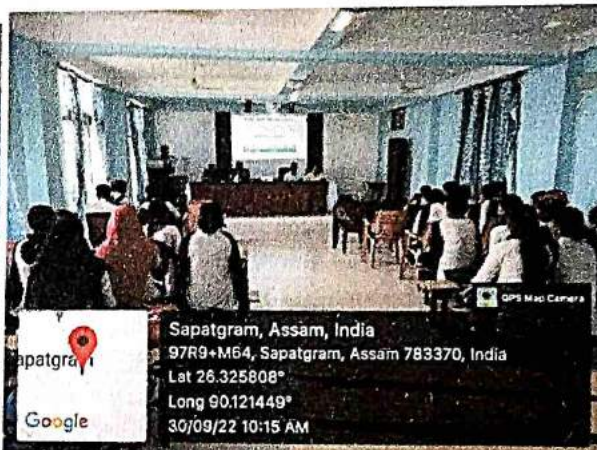 GPS Map Camera
apatgra
Google
Sapatgram, Assam, India
97R9+M64, Sapatgram, Assam 783370, India
Lat 26.325808°
Long 90.121449°
30/09/22 10:15 AM